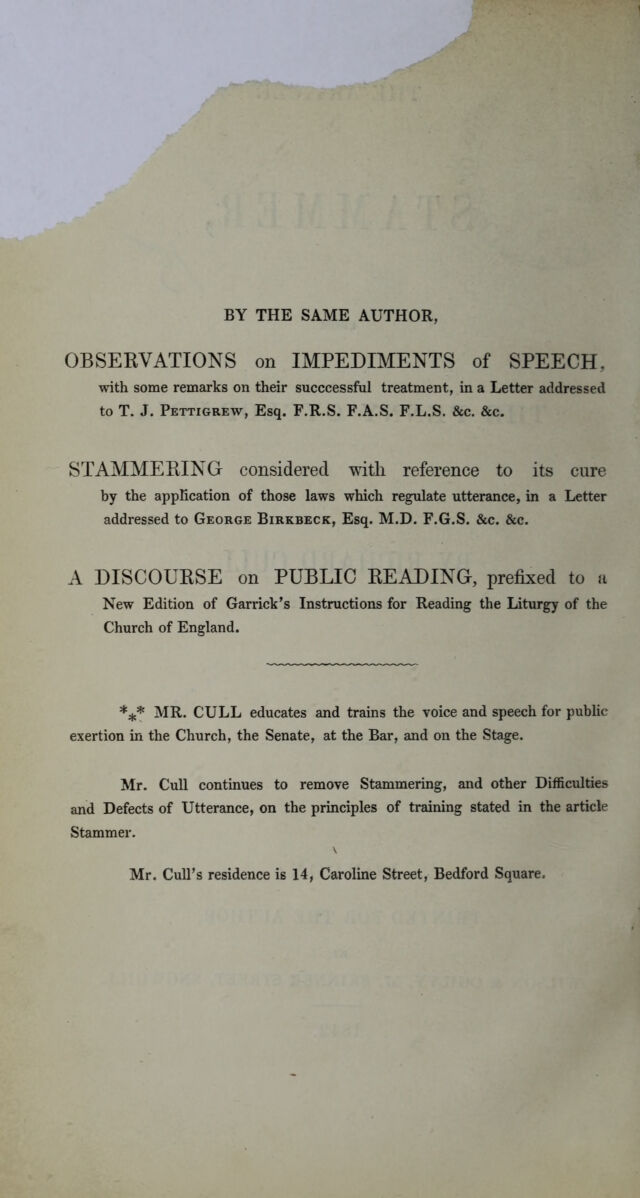 BY THE SAME AUTHOR,
OBSERVATIONS on IMPEDIMENTS of SPEECH,
with some remarks on their succcessful treatment, in a Letter addressed
to T. J. PETTIGREW, Esq. F.R.S. F.A.S. F.L.S. &c. &c.
STAMMERING considered with reference to its cure
by the application of those laws which regulate utterance, in a Letter
addressed to GEORGE BIRKBECK, Esq. M.D. F.G.S. &c. &c.
A DISCOURSE on PUBLIC READING, prefixed to a
New Edition of Garrick's Instructions for Reading the Liturgy of the
Church of England.
*** MR. CULL educates and trains the voice and speech for public
exertion in the Church, the Senate, at the Bar, and on the Stage.
Mr. Cull continues to remove Stammering, and other Difficulties
and Defects of Utterance, on the principles of training stated in the article
Stammer.
Mr. Cull's residence is 14, Caroline Street, Bedford Square.